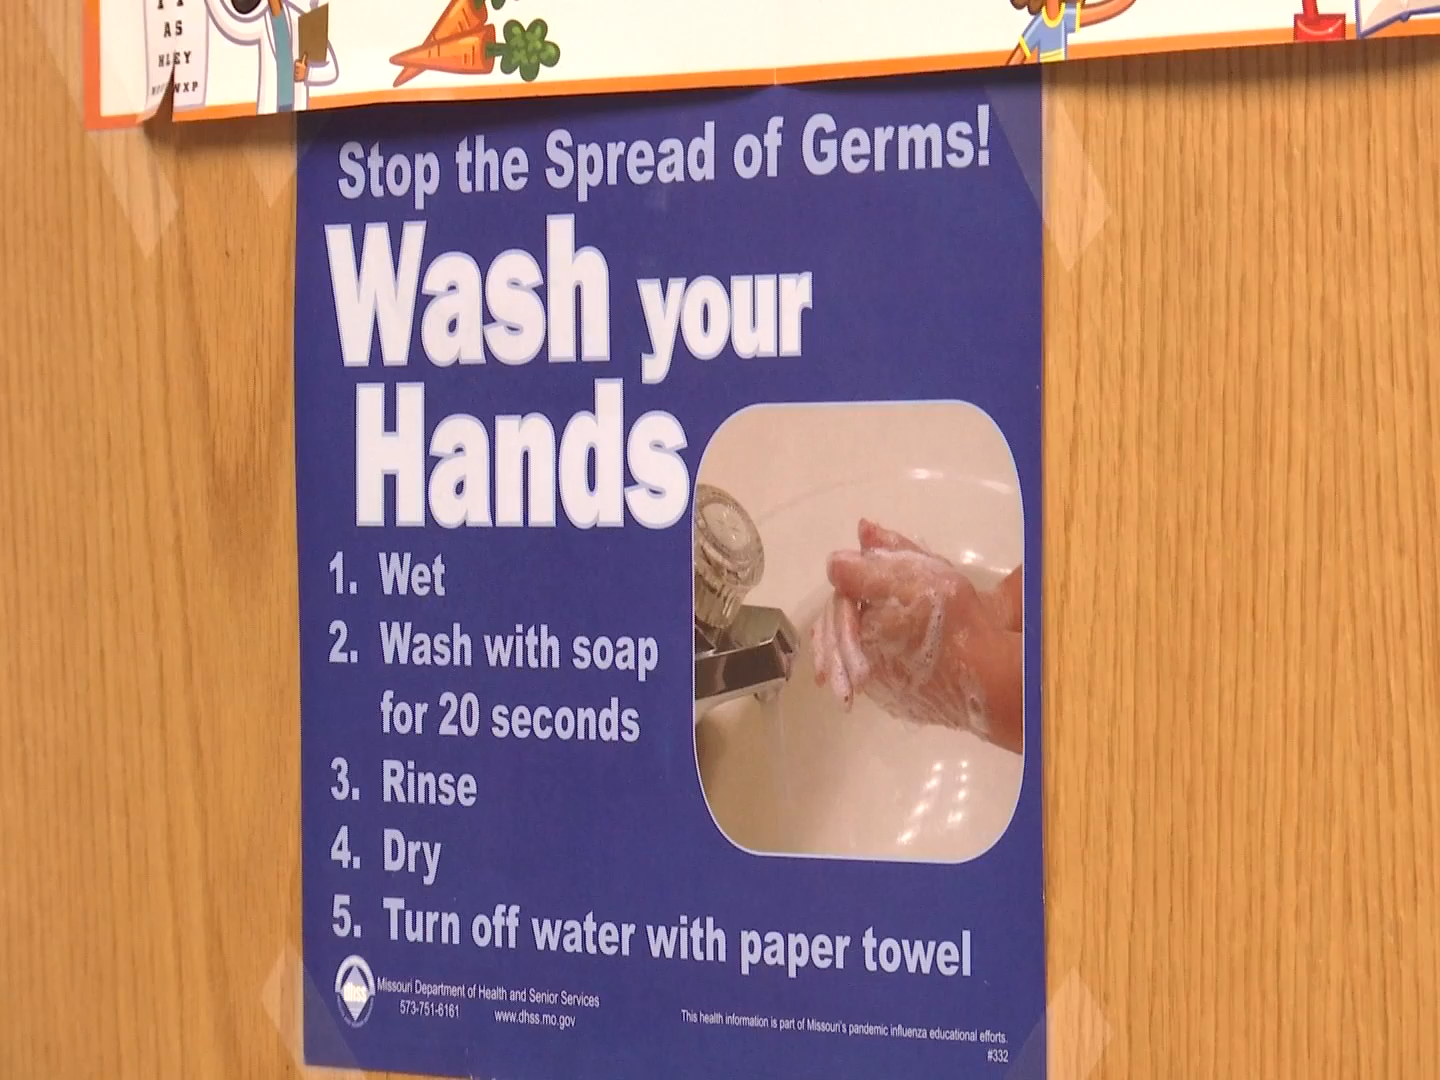 AS
Stop the Spread of Germs!
Wash your
Hands
1. Wet
2. Wash with soap
for 20 seconds
3. Rinse
4. Dry
5. Turn off water with paper towel
dhss
Missouri Department of Health and Senior Services
573-751-6161 www.dhss.mo.gov
This health information is part of Missouri's pandemic influenza educational efforts.
#332